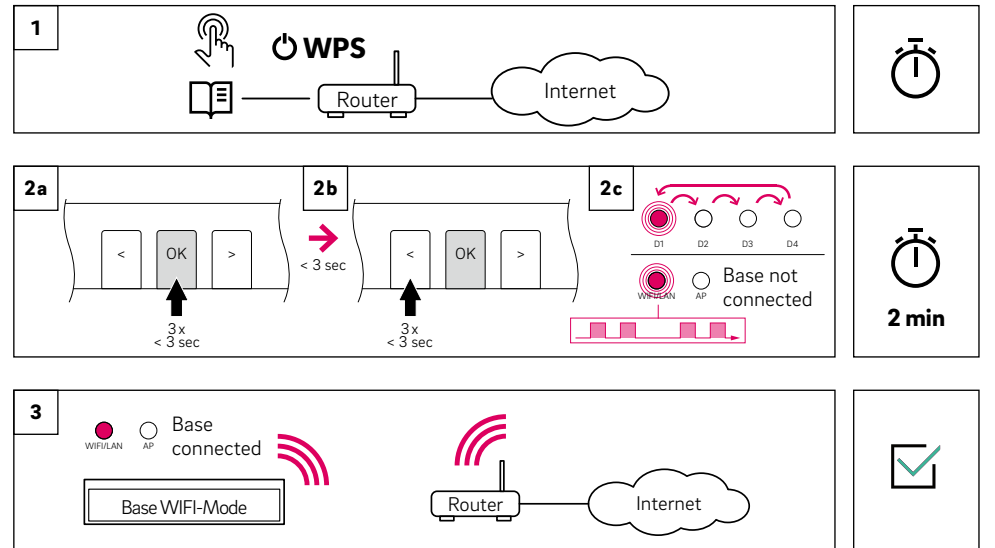 1
WPS
Router
Internet
2a
<
OK
>
3 x
< 3 sec
2b
< 3 sec
<
OK
>
3 x
< 3 sec
2c
D1 D2 D3 D4
WIFI/LAN AP
Base not
connected
2 min
3
WIFI/LAN AP
Base
connected
Base WIFI-Mode
Router
Internet